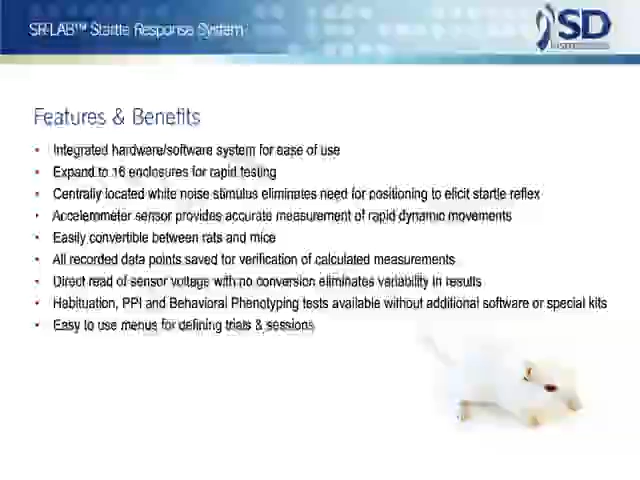 SR-LAB™ Startle Response System
SD
Features & Benefits
• Integrated hardware/software system for ease of use
• Expand to 16 enclosures for rapid testing
• Centrally located white noise stimulus eliminates need for positioning to elicit startle reflex
• Accelerometer sensor provides accurate measurement of rapid dynamic movements
• Easily convertible between rats and mice
• All recorded data points saved for verification of calculated measurements
• Direct read of sensor voltage with no conversion eliminates variability in results
• Habituation, PPI and Behavioral Phenotyping tests available without additional software or special kits
• Easy to use menus for defining trials & sessions